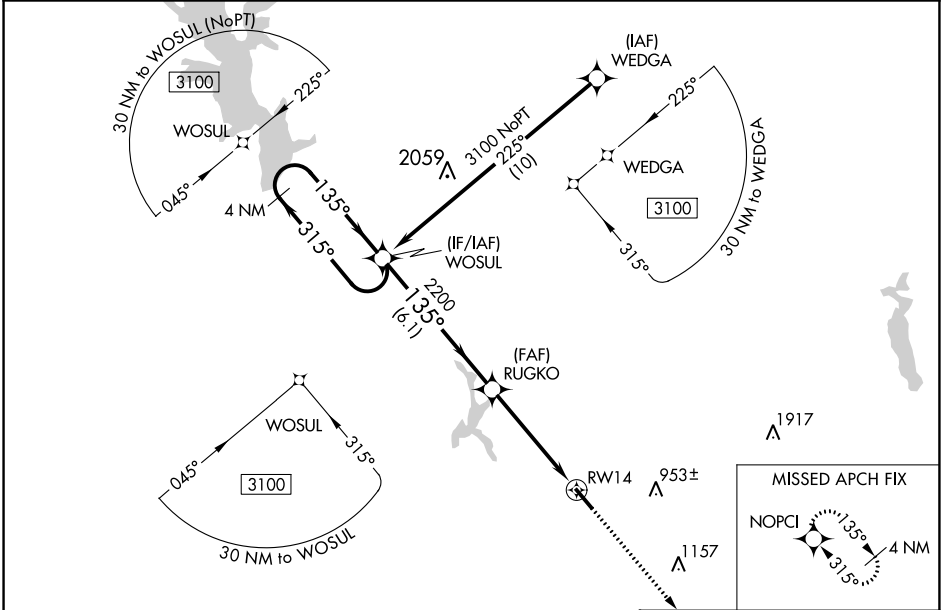 30 NM to WOSUL (NoPT)
3100
225°
WOSUL
045°
(IAF)
WEDGA
3100 NoPT
225°
(10)
2059
225°
WEDGA
3100
315°
30 NM to WEDGA
4 NM
135°
315°
(IF/IAF)
WOSUL
2200
135°
(6.1)
(FAF)
RUGKO
WOSUL
045°
315°
3100
30 NM to WOSUL
RW14
953±
1917
1157
MISSED APCH FIX
NOPCI
135°
315°
4 NM